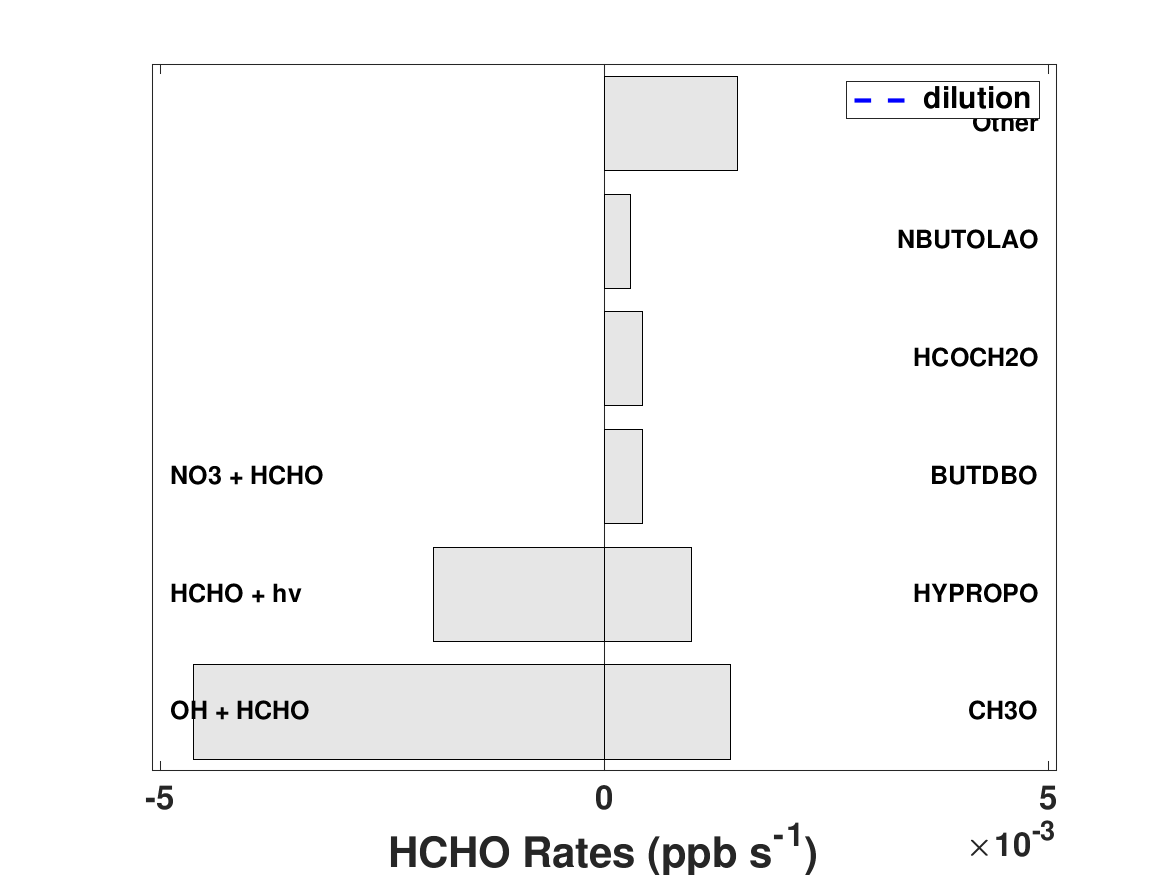 dilution
Other
NBUTOLAO
HCOCH2O
NO3 + HCHO BUTDBO
HCHO + hv HYPROPO
OH + HCHO CH3O
-5 0 5
×10^-3
HCHO Rates (ppb s^-1)